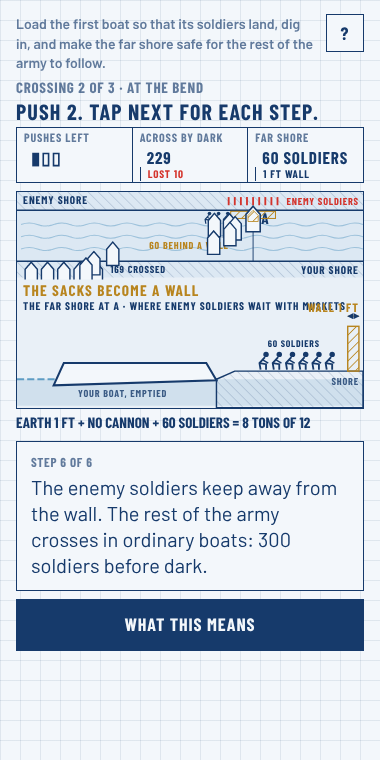 Load the first boat so that its soldiers land, dig
in, and make the far shore safe for the rest of the
army to follow.
?
CROSSING 2 OF 3 · AT THE BEND
PUSH 2. TAP NEXT FOR EACH STEP.
PUSHES LEFT
ACROSS BY DARK
229
LOST 10
FAR SHORE
60 SOLDIERS
1 FT WALL
ENEMY SHORE
ENEMY SOLDIERS
A
60 BEHIND A
169 CROSSED
YOUR SHORE
THE SACKS BECOME A WALL
THE FAR SHORE AT A · WHERE ENEMY SOLDIERS WAIT WITH MUSKETS
FT
60 SOLDIERS
SHORE
YOUR BOAT, EMPTIED
EARTH 1 FT + NO CANNON + 60 SOLDIERS = 8 TONS OF 12
STEP 6 OF 6
The enemy soldiers keep away from
the wall. The rest of the army
crosses in ordinary boats: 300
soldiers before dark.
WHAT THIS MEANS